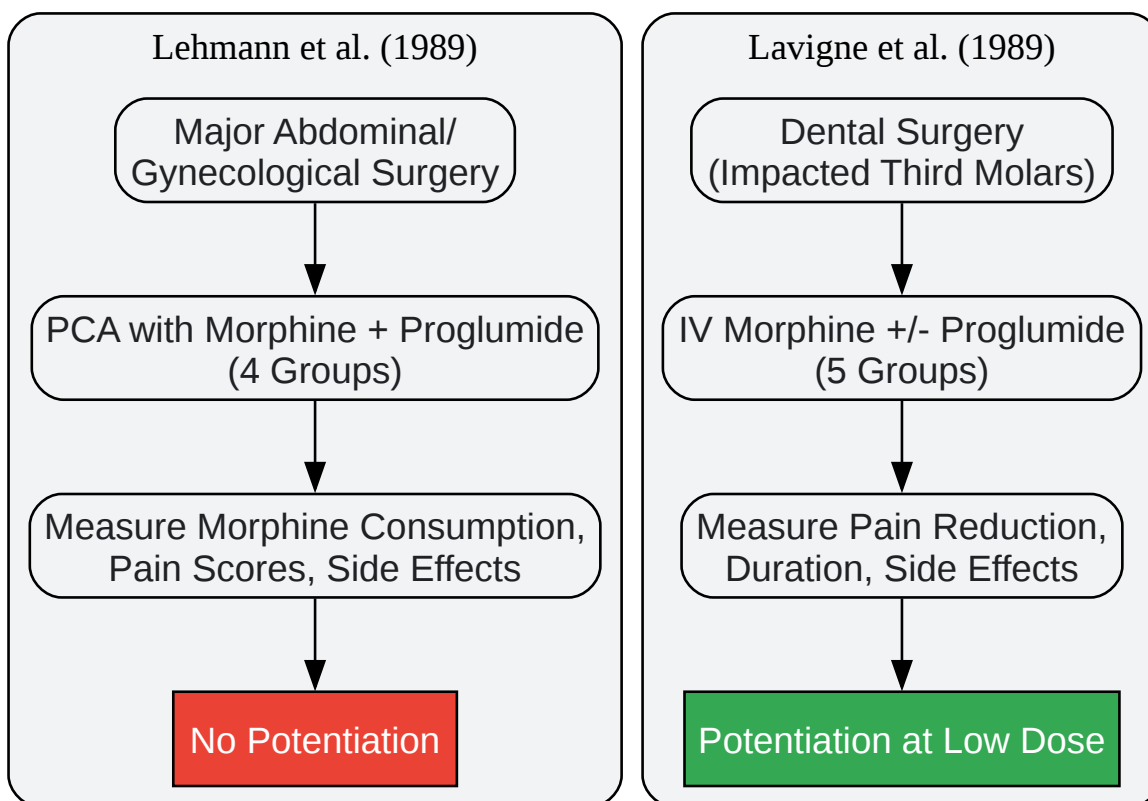 Lehmann et al. (1989)
Major Abdominal/
Gynecological Surgery
PCA with Morphine + Proglumide
(4 Groups)
Measure Morphine Consumption,
Pain Scores, Side Effects
No Potentiation
Lavigne et al. (1989)
Dental Surgery
(Impacted Third Molars)
IV Morphine +/- Proglumide
(5 Groups)
Measure Pain Reduction,
Duration, Side Effects
Potentiation at Low Dose